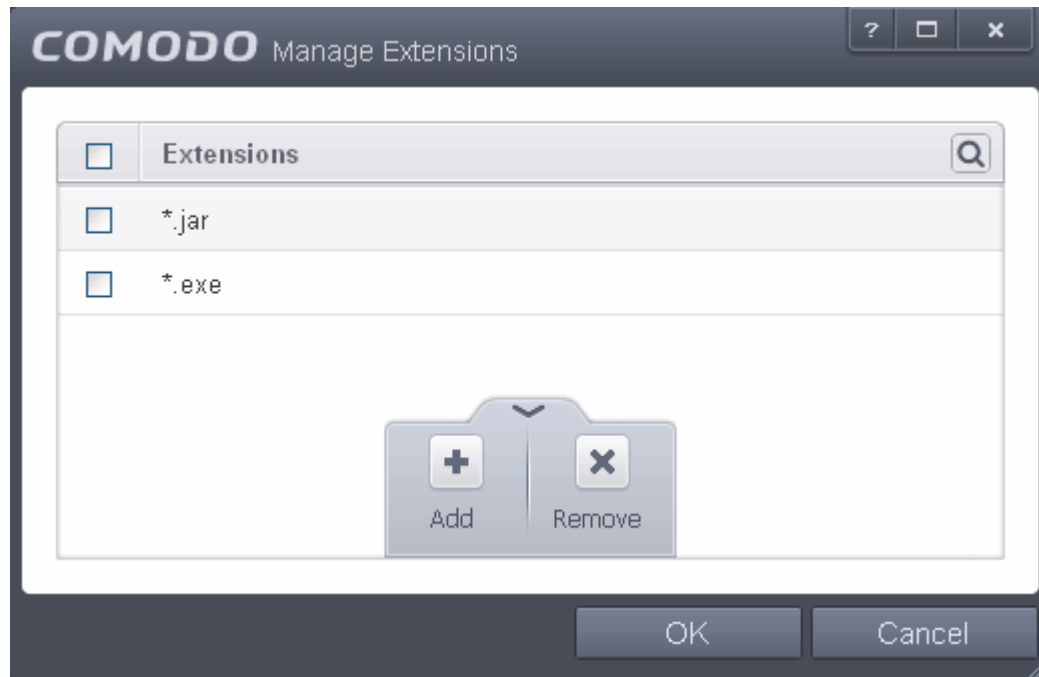 COMODO Manage Extensions
?
Extensions
*.jar
*.exe
Add
Remove
OK
Cancel